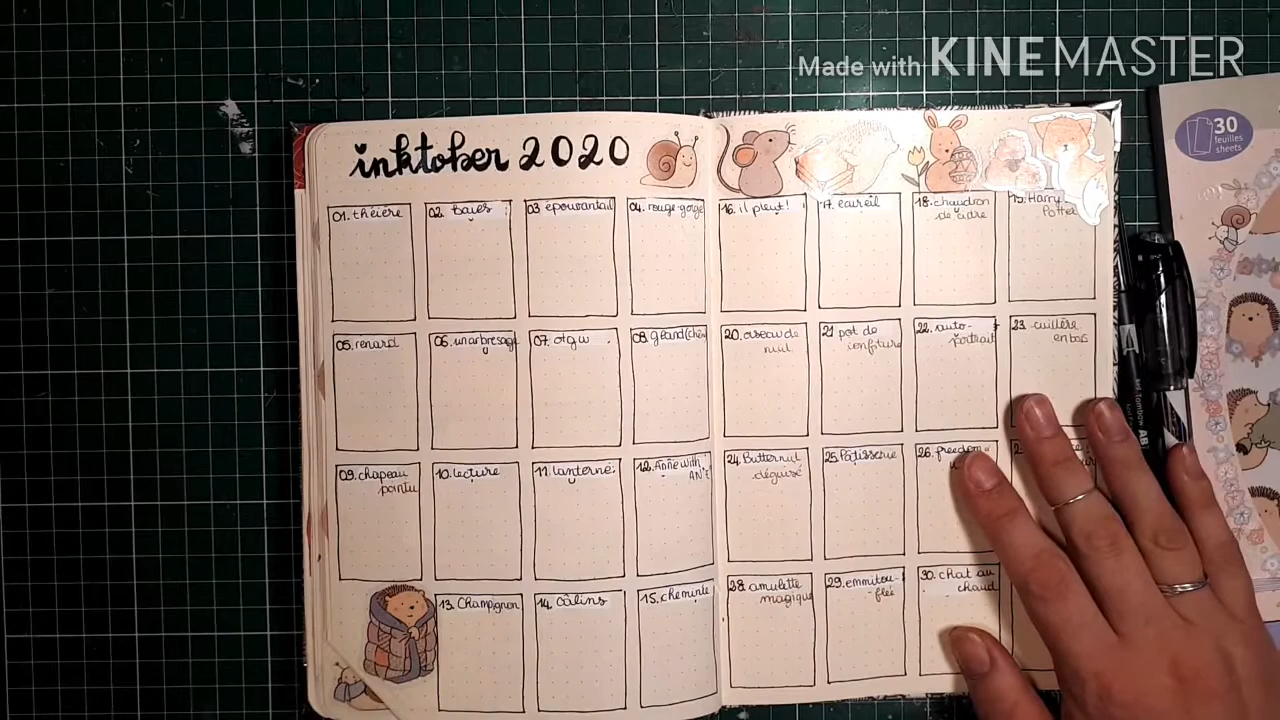 Made with KINEMASTER
30
feuilles
sheets
inktober 2020
01. théière
02. baies
03 épouvantail
04. rouge-gorge
05. renard
06. un arbre sage
07. otgw
08. gland (chêne
09. chapeau
pointu
10. lecture
11. lanterne
12. Anne with
AN "E"
13. Champignon
14. Câlins
15. cheminée
16. il pleut!
17. écureil
18. chaudron
de cidre
19. Harry
Potter
20. oiseau de
nuit
21 pot de
confiture
22. auto-
portrait
23. cuillère
en bois
24. Butternut
déguisé
25. Pâtisserie
26. freedom
28. amulette
magique
29. emmitou-
flée
30. chat au
chaud
Tombow